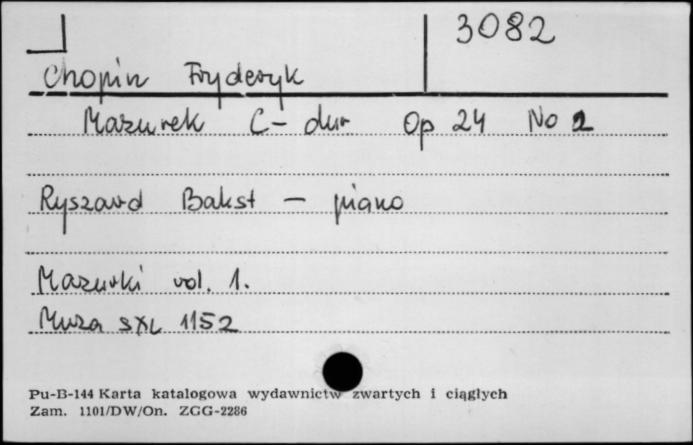 3082
Chopin Fryderyk
Mazurek C-dur Op 24 No 2
Ryszard Bakst — piano
Mazurki vol. 1.
Muza SXL 1152
Pu-B-144 Karta katalogowa wydawnictw zwartych i ciągłych
Zam. 1101/DW/On. ZGG-2286